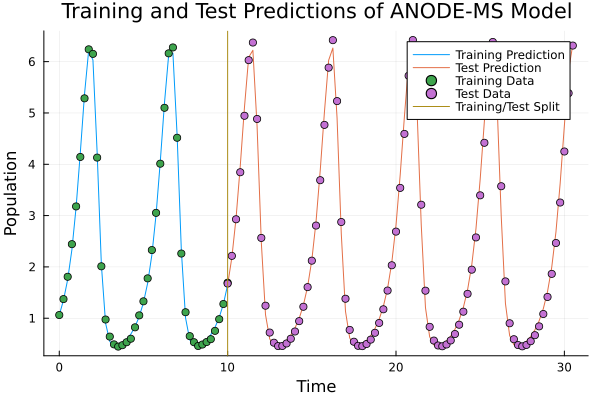 Training and Test Predictions of ANODE-MS Model
Training Prediction
Test Prediction
Training Data
Test Data
Training/Test Split
Population
6
5
4
3
2
1
0
10
20
30
Time